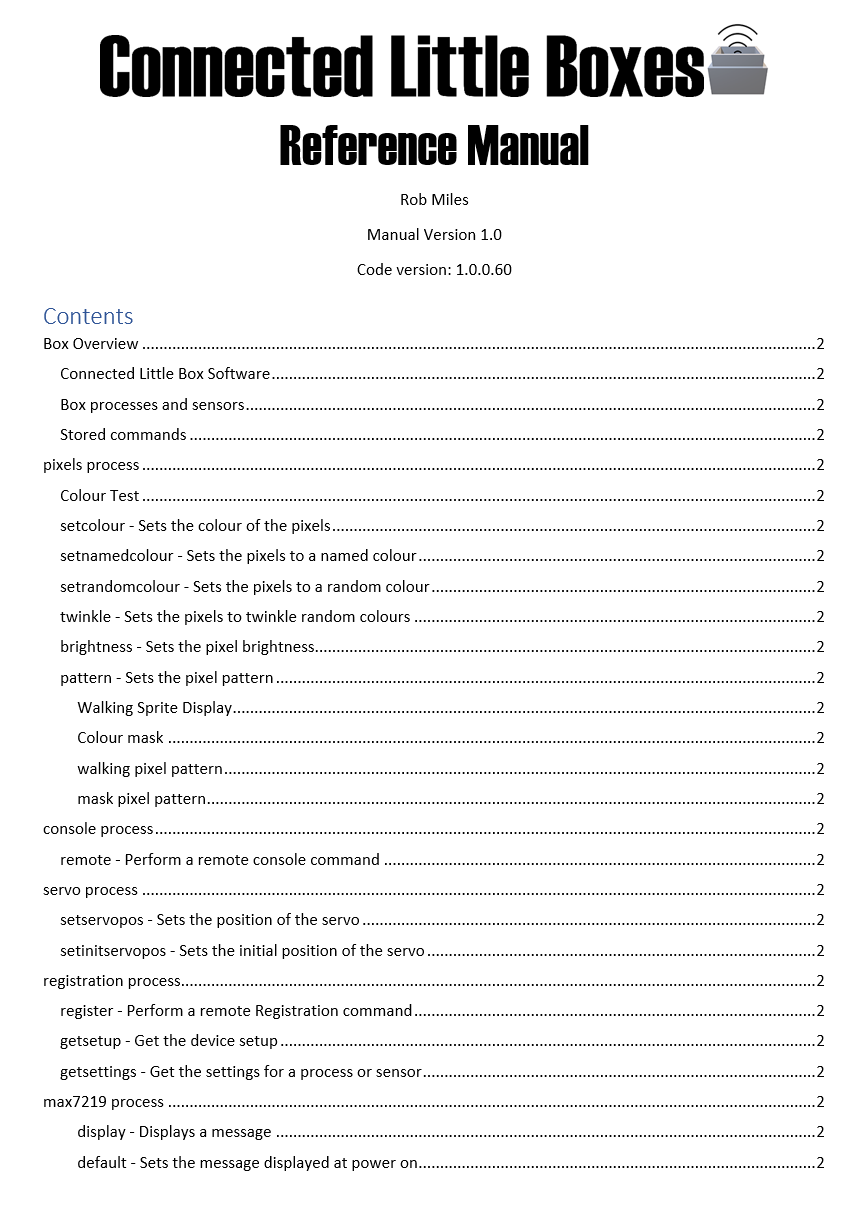 Connected Little Boxes
Reference Manual
Rob Miles
Manual Version 1.0
Code version: 1.0.0.60
Contents
Box Overview ........................................ 2
Connected Little Box Software ........................................ 2
Box processes and sensors ........................................ 2
Stored commands ........................................ 2
pixels process ........................................ 2
Colour Test ........................................ 2
setcolour - Sets the colour of the pixels ........................................ 2
setnamedcolour - Sets the pixels to a named colour ........................................ 2
setrandomcolour - Sets the pixels to a random colour ........................................ 2
twinkle - Sets the pixels to twinkle random colours ........................................ 2
brightness - Sets the pixel brightness ........................................ 2
pattern - Sets the pixel pattern ........................................ 2
Walking Sprite Display ........................................ 2
Colour mask ........................................ 2
walking pixel pattern ........................................ 2
mask pixel pattern ........................................ 2
console process ........................................ 2
remote - Perform a remote console command ........................................ 2
servo process ........................................ 2
setservopos - Sets the position of the servo ........................................ 2
setinitservopos - Sets the initial position of the servo ........................................ 2
registration process ........................................ 2
register - Perform a remote Registration command ........................................ 2
getsetup - Get the device setup ........................................ 2
getsettings - Get the settings for a process or sensor ........................................ 2
max7219 process ........................................ 2
display - Displays a message ........................................ 2
default - Sets the message displayed at power on ........................................ 2